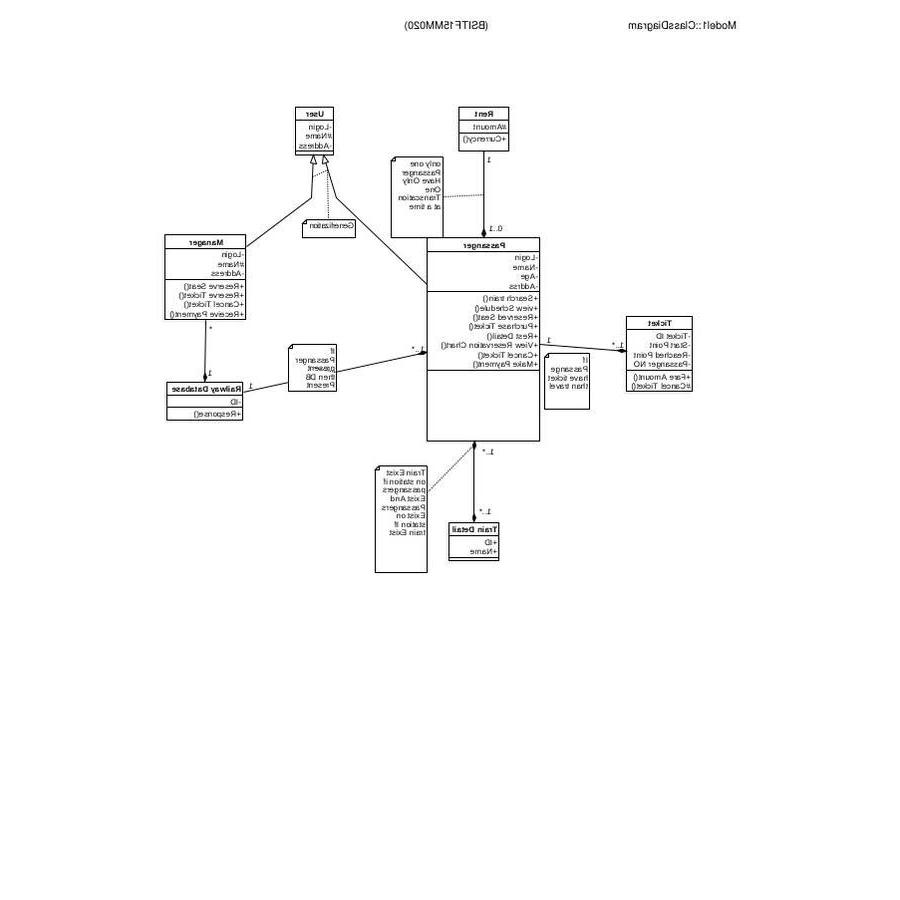 Model1::ClassDiagram
(BSITF15MM020)
User
-Login
#Name
-Address
Rent
#Amount
+Currency()
1
only one
Passanger
Have Only
One
Transcation
at a time
0..1
Genetization
Manager
-Login
#Name
-Address
+Reserve Seat()
+Reserve Ticket()
+Cancel Ticket()
+Receive Payment()
*
1
Railway Database
-ID
+Response()
1
If
Passanger
present
then DB
Present
1..*
Passanger
-Login
-Name
-Age
-Addrss
+Search train()
+view Schedule()
+Reserved Seat()
+Purchase Ticket()
+Rest Detail()
+View Reservation Chart()
+Cancel Ticket()
+Make Payment()
1
1..*
If
Passange
have ticket
than travel
Ticket
-Ticket ID
-Start Point
-Reached Point
-Passanger NO
+Fare Amount()
#Cancel Ticket()
1..*
Train Exist
on station if
passangers
Exist And
Passangers
Exist on
station If
train Exist
1..*
Train Detail
+ID
+Name